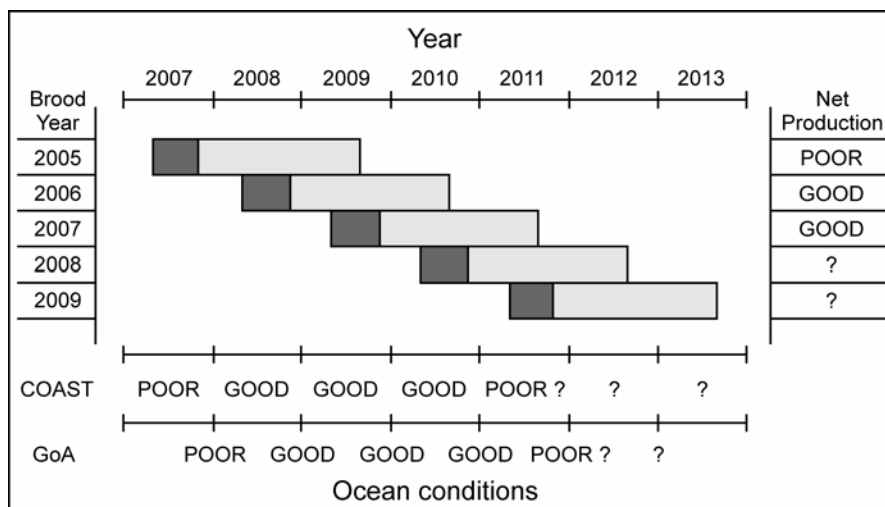 Year
2007 2008 2009 2010 2011 2012 2013
Brood
Year
Net
Production
2005 POOR
2006 GOOD
2007 GOOD
2008 ?
2009 ?
COAST POOR GOOD GOOD GOOD POOR ? ? ?
GoA POOR GOOD GOOD GOOD POOR ? ?
Ocean conditions